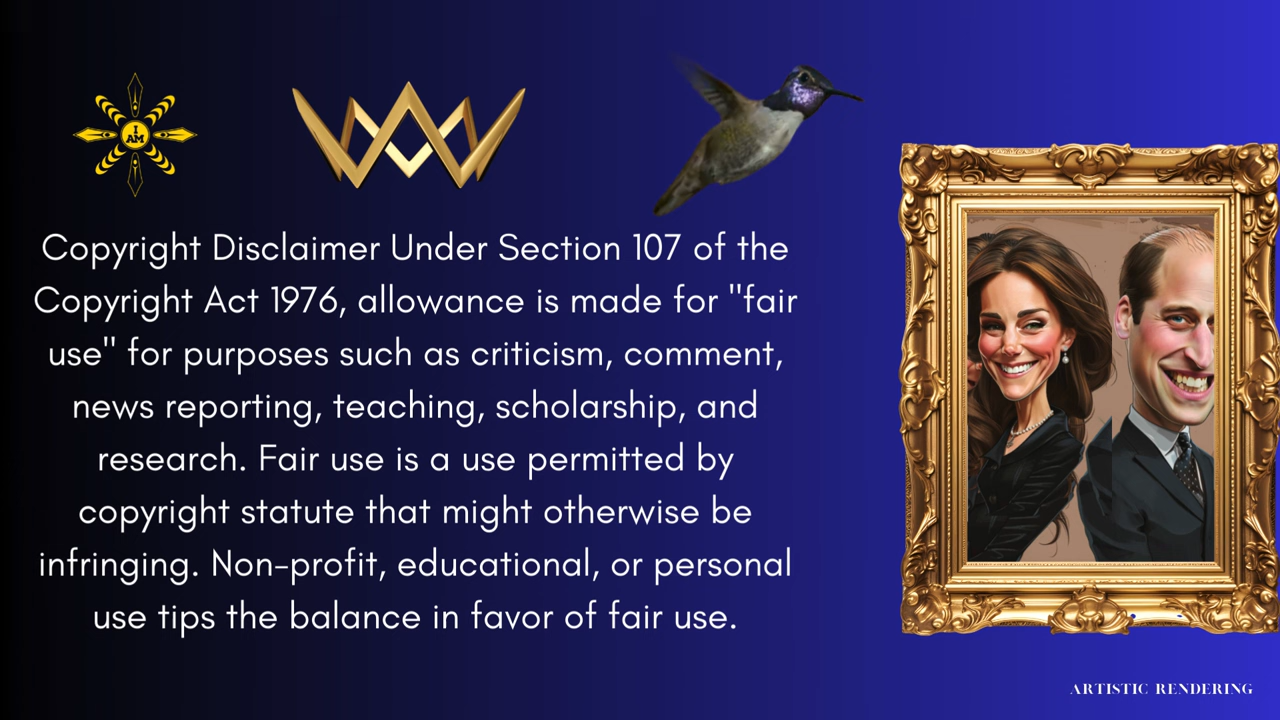 I
AM
Copyright Disclaimer Under Section 107 of the
Copyright Act 1976, allowance is made for "fair
use" for purposes such as criticism, comment,
news reporting, teaching, scholarship, and
research. Fair use is a use permitted by
copyright statute that might otherwise be
infringing. Non-profit, educational, or personal
use tips the balance in favor of fair use.
ARTISTIC RENDERING